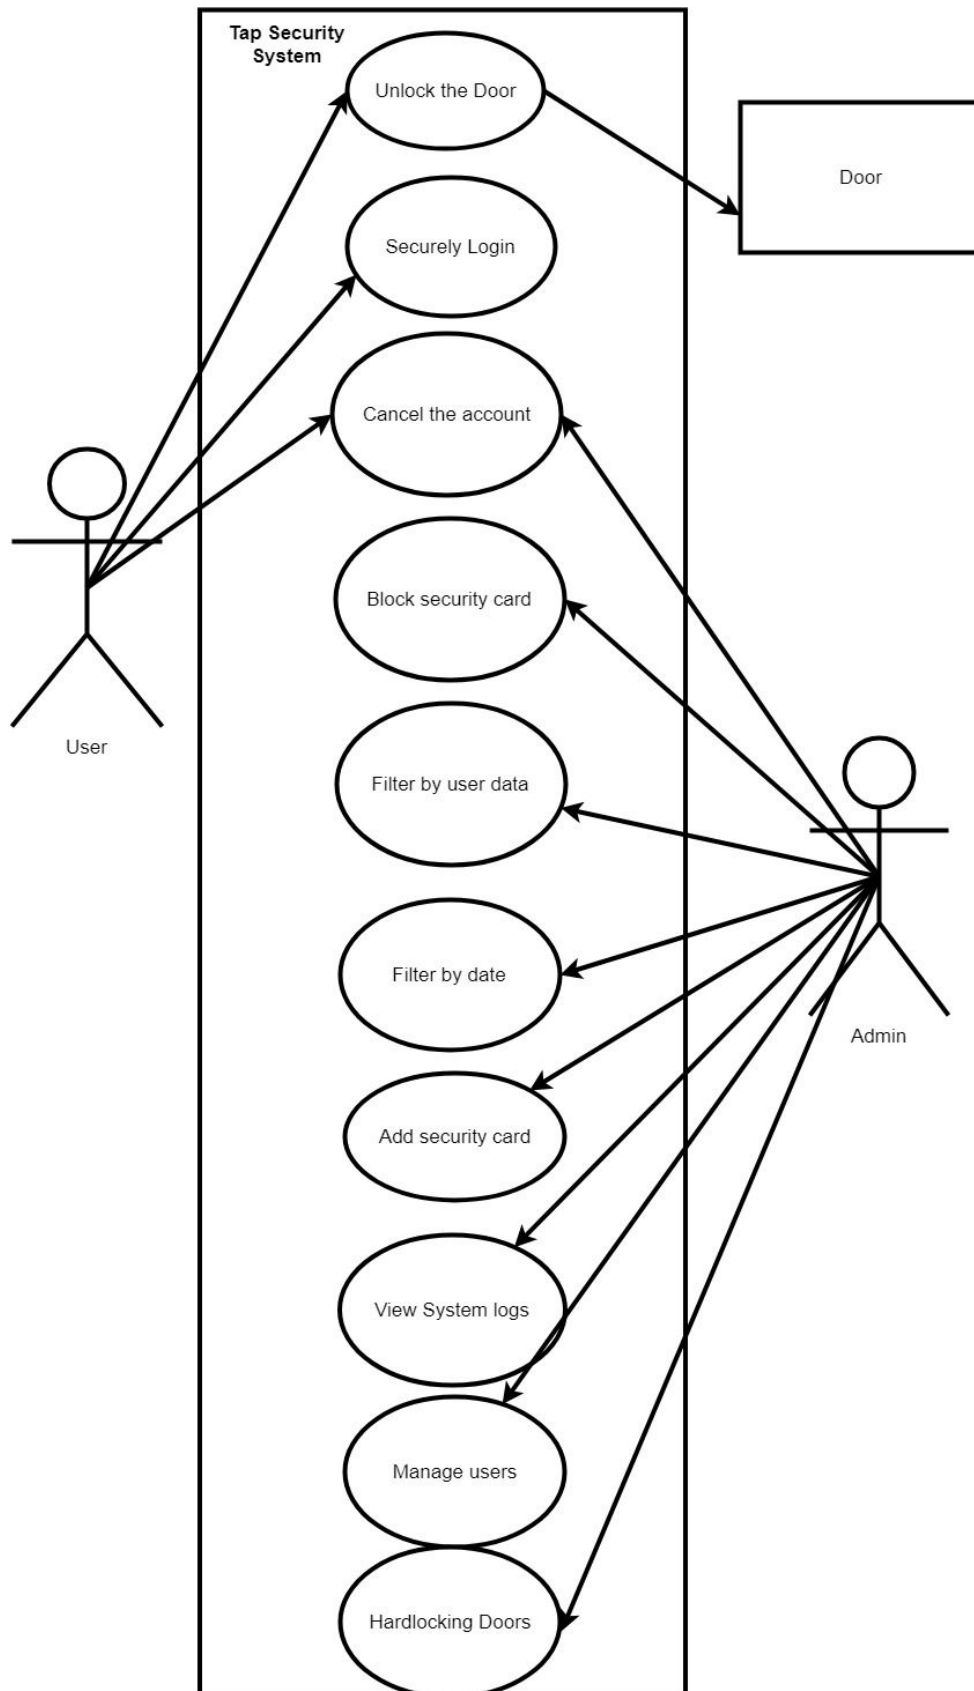 Tap Security
System
Unlock the Door
Door
Securely Login
Cancel the account
Block security card
User
Filter by user data
Filter by date
Admin
Add security card
View System logs
Manage users
Hardlocking Doors